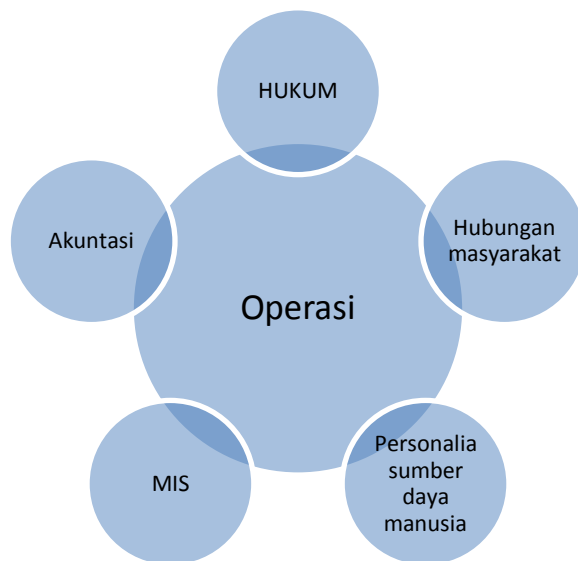 HUKUM
Akuntasi
Hubungan
masyarakat
Operasi
MIS
Personalia
sumber
daya
manusia